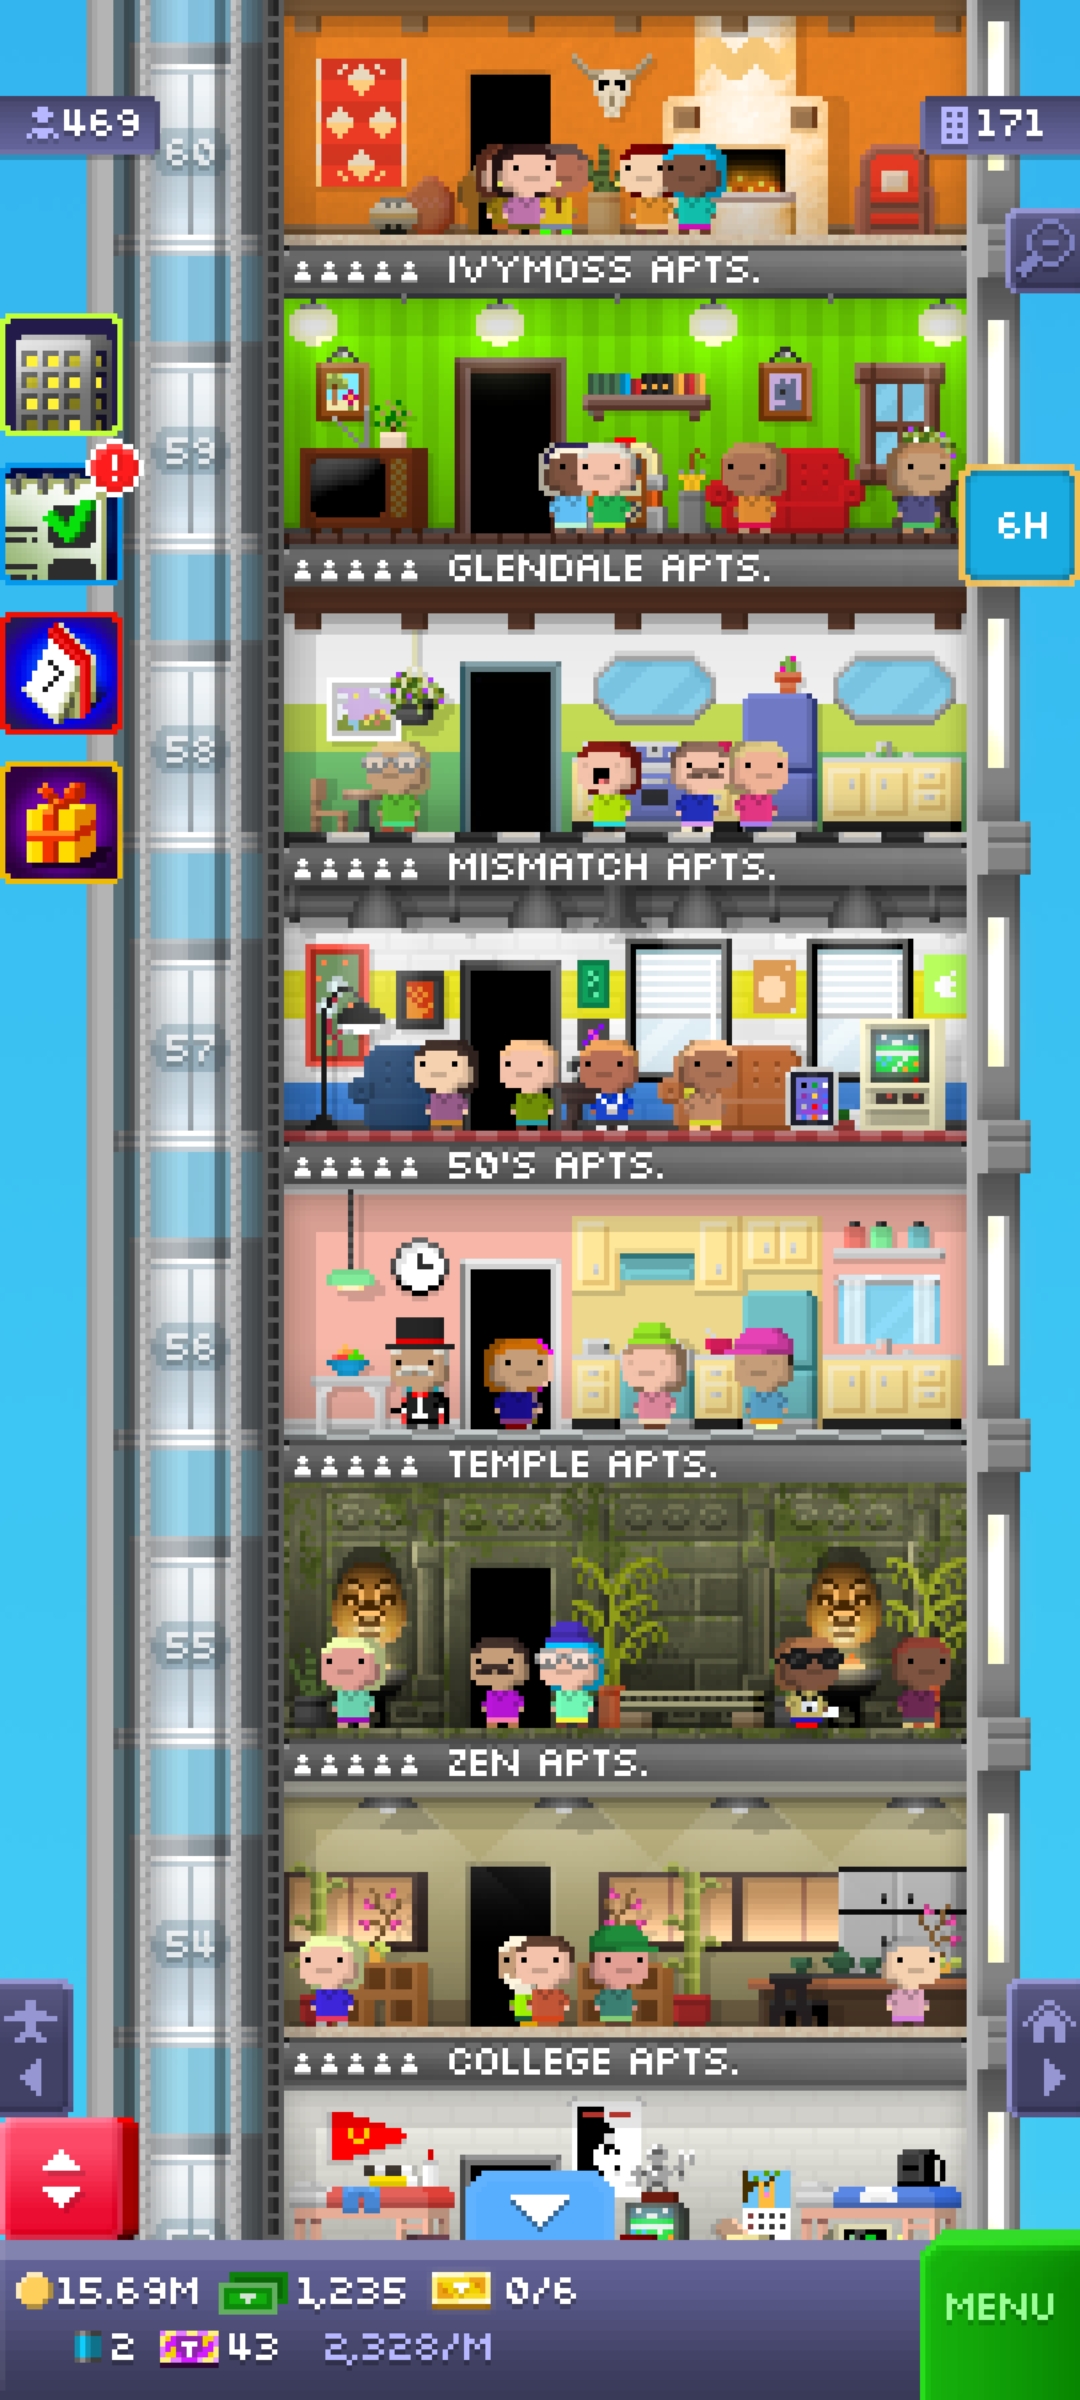 469
171
60
IVYMOSS APTS.
59
6H
GLENDALE APTS.
58
MISMATCH APTS.
57
50'S APTS.
56
TEMPLE APTS.
55
ZEN APTS.
54
COLLEGE APTS.
15.69M 1,235 0/6
MENU
2 43 2,328/M